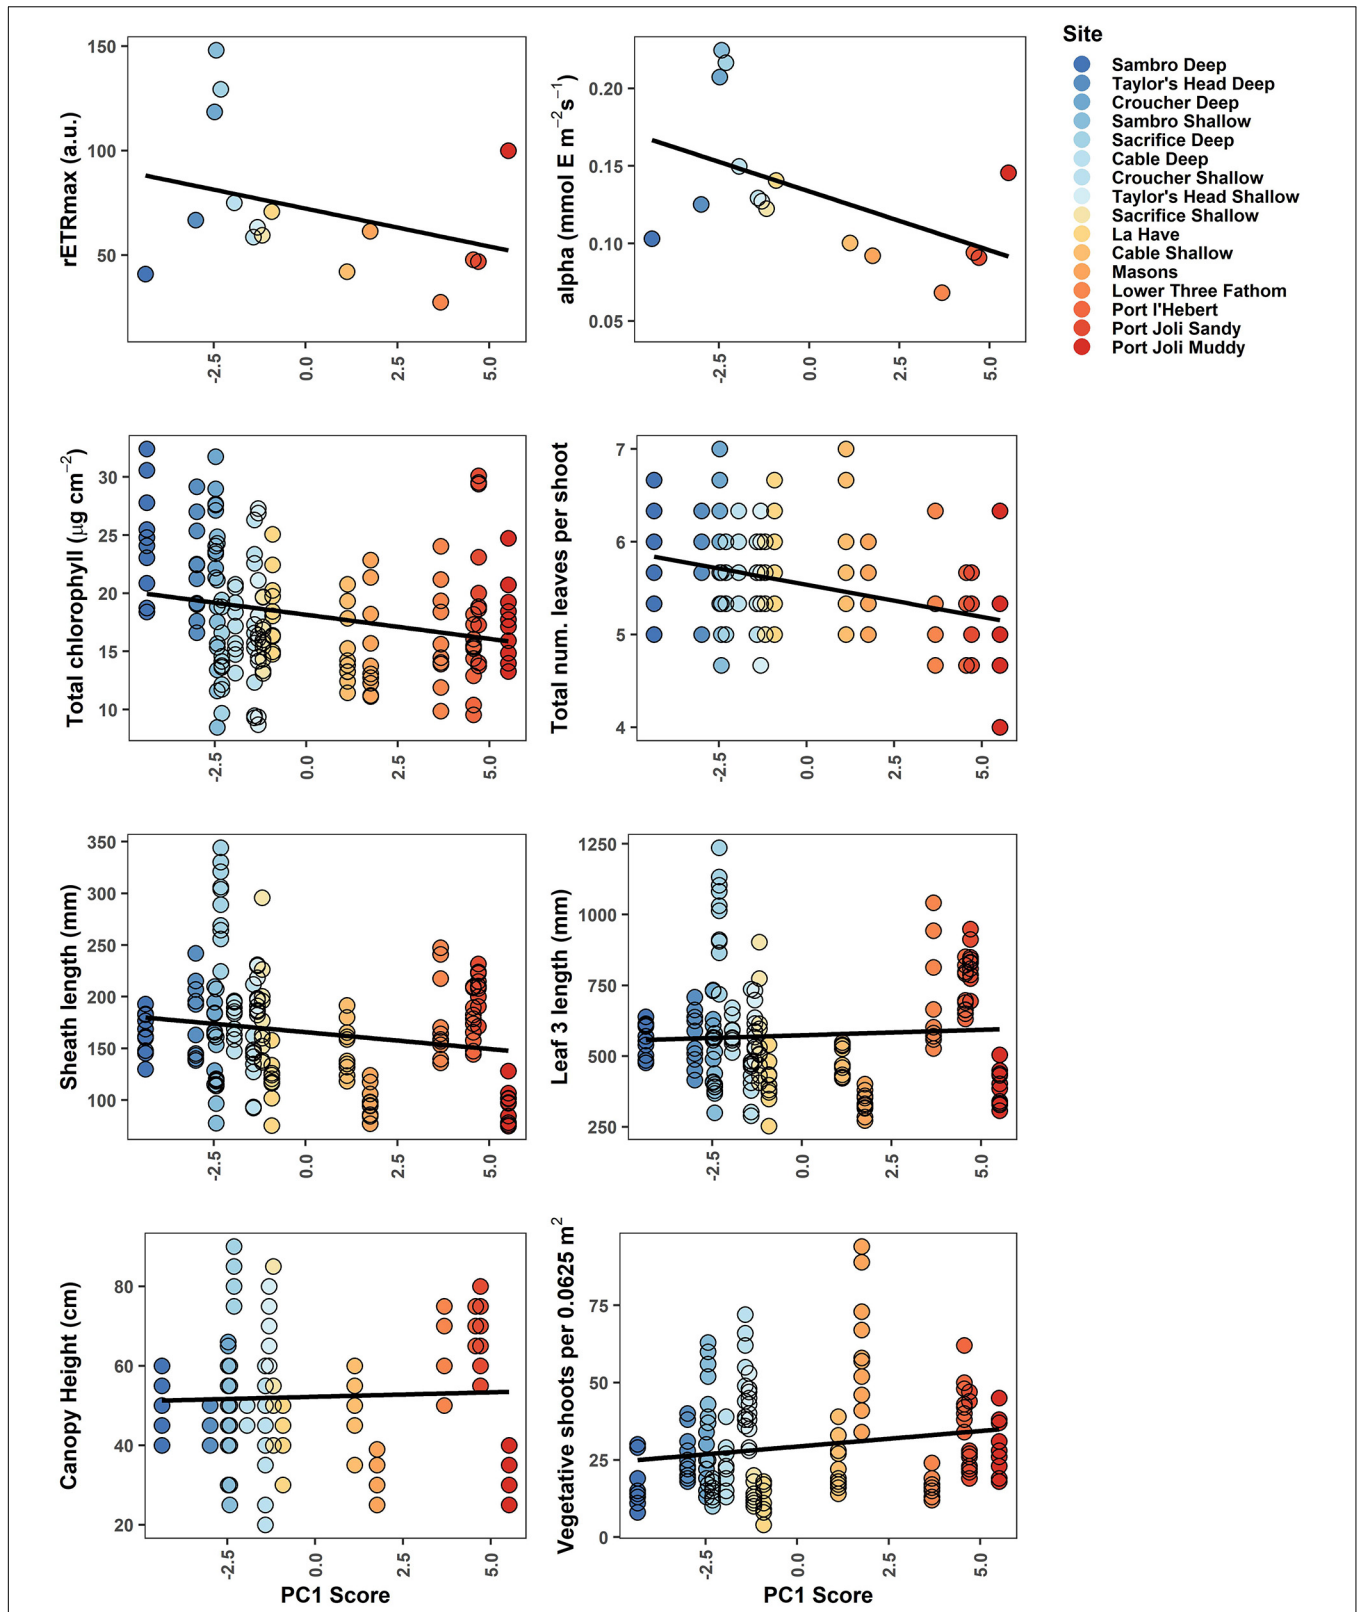 Site
Sambro Deep
Taylor's Head Deep
Croucher Deep
Sambro Shallow
Sacrifice Deep
Cable Deep
Croucher Shallow
Taylor's Head Shallow
Sacrifice Shallow
La Have
Cable Shallow
Masons
Lower Three Fathom
Port l'Hebert
Port Joli Sandy
Port Joli Muddy
rETRmax (a.u.)
150
100
50
-2.5
0.0
2.5
5.0
alpha (mmol E m⁻²s⁻¹)
0.20
0.15
0.10
0.05
-2.5
0.0
2.5
5.0
Total chlorophyll (μg cm⁻²)
30
25
20
15
10
-2.5
0.0
2.5
5.0
Total num. leaves per shoot
7
6
5
4
-2.5
0.0
2.5
5.0
Sheath length (mm)
350
300
250
200
150
100
-2.5
0.0
2.5
5.0
Leaf 3 length (mm)
1250
1000
750
500
250
-2.5
0.0
2.5
5.0
Canopy Height (cm)
80
60
40
20
-2.5
0.0
2.5
5.0
PC1 Score
Vegetative shoots per 0.0625 m²
75
50
25
0
-2.5
0.0
2.5
5.0
PC1 Score